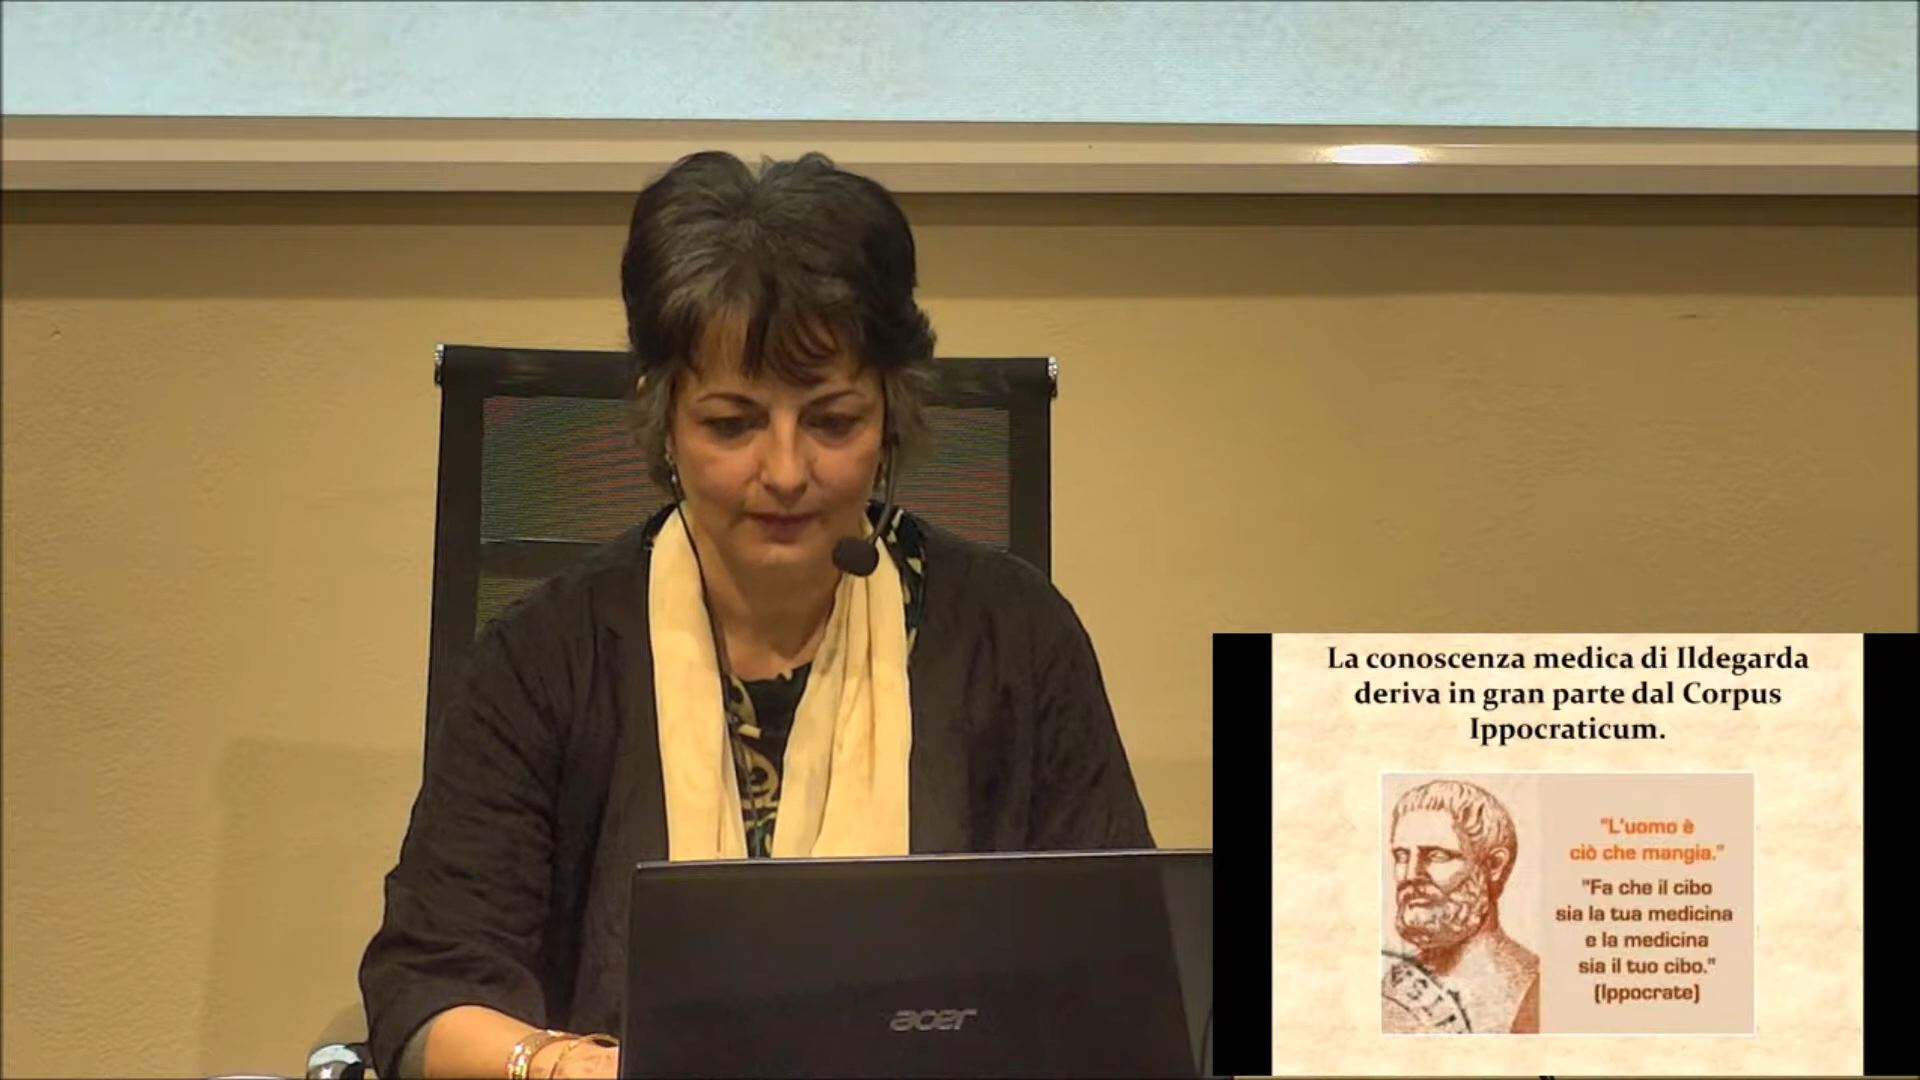 La conoscenza medica di Ildegarda
deriva in gran parte dal Corpus
Ippocraticum.
"L'uomo è
ciò che mangia."
"Fa che il cibo
sia la tua medicina
e la medicina
sia il tuo cibo."
(Ippocrate)
acer